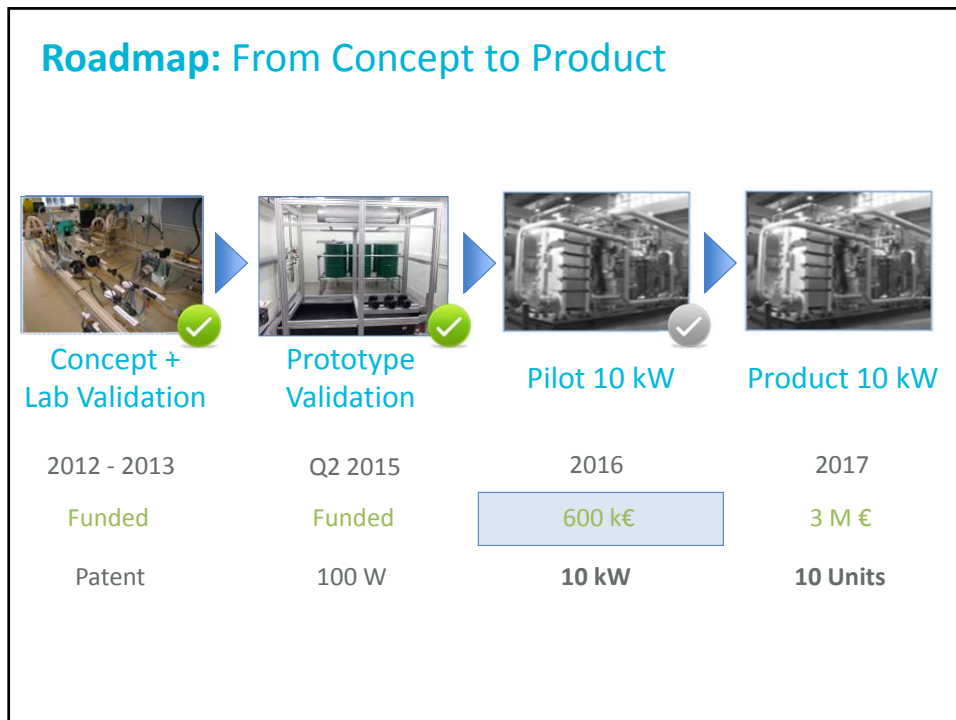 Roadmap: From Concept to Product
Concept +
Lab Validation
Prototype
Validation
Pilot 10 kW
Product 10 kW
2012 - 2013
Q2 2015
2016
2017
Funded
Funded
600 k€
3 M €
Patent
100 W
10 kW
10 Units